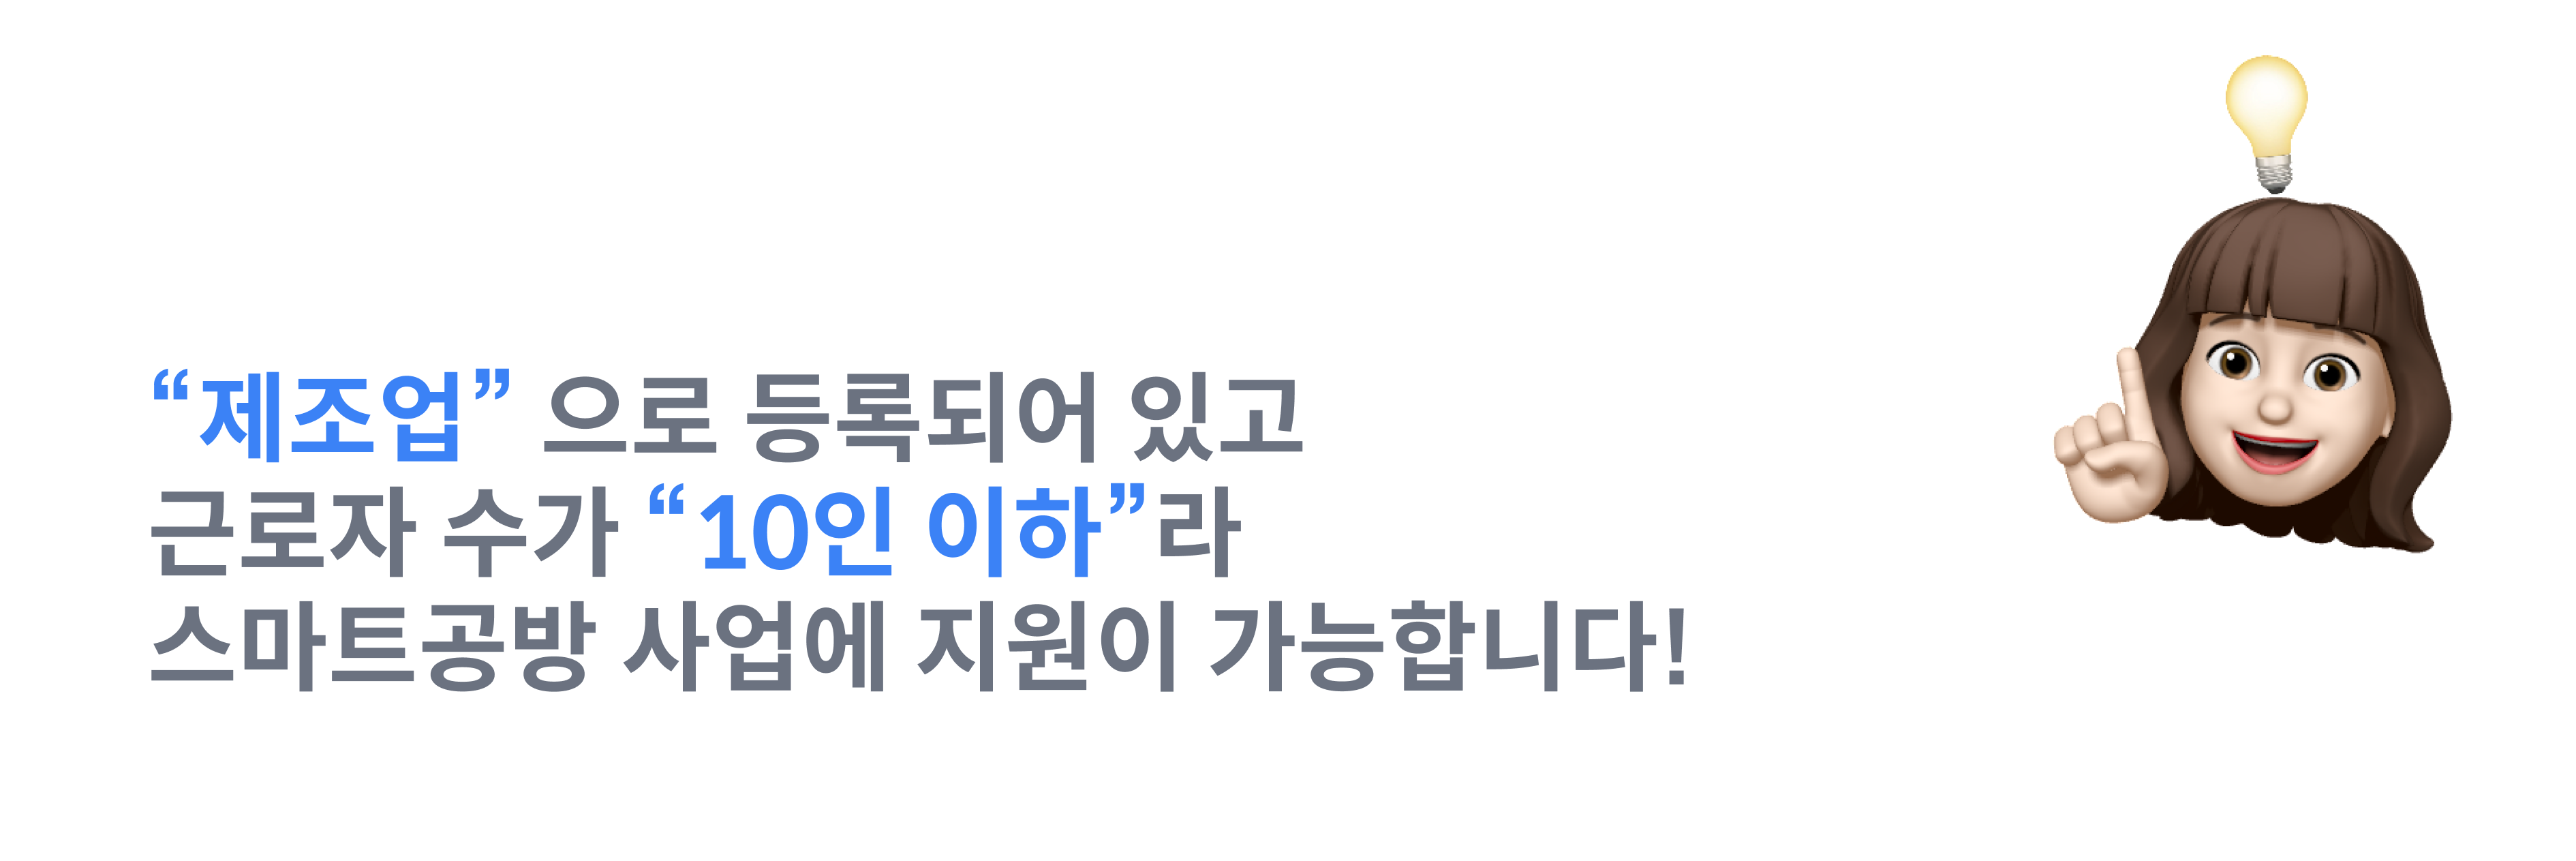 “제조업” 으로 등록되어 있고
근로자 수가 “10인 이하”라
스마트공방 사업에 지원이 가능합니다!